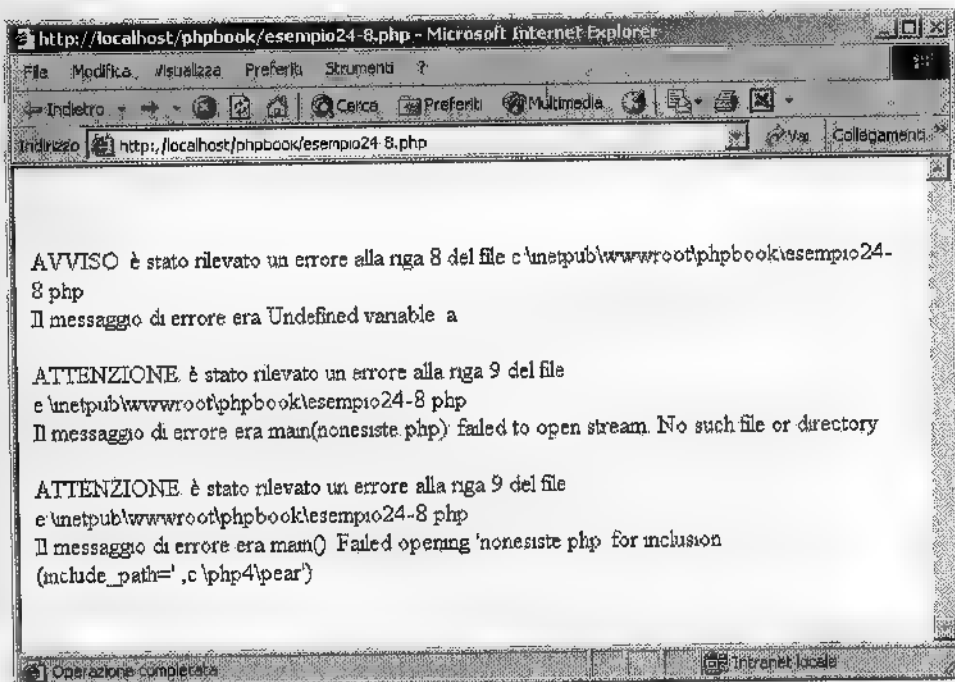 http://localhost/phpbook/esempio24-8.php - Microsoft Internet Explorer
File Modifica Visualizza Preferiti Strumenti ?
Indietro Cerca Preferiti Multimedia
Indirizzo http://localhost/phpbook/esempio24-8.php Vai Collegamenti »
AVVISO è stato rilevato un errore alla riga 8 del file c \inetpub\wwwroot\phpbook\esempio24-
8 php
Il messaggio di errore era Undefined variable a
ATTENZIONE. è stato rilevato un errore alla riga 9 del file
e \inetpub\wwwroot\phpbook\esempio24-8 php
Il messaggio di errore era main(nonesiste.php) failed to open stream. No such file or directory
ATTENZIONE. è stato rilevato un errore alla riga 9 del file
e \inetpub\wwwroot\phpbook\esempio24-8 php
Il messaggio di errore era main() Failed opening 'nonesiste php for inclusion
(include_path=' ,c \php4\pear')
Operazione completata Intranet locale